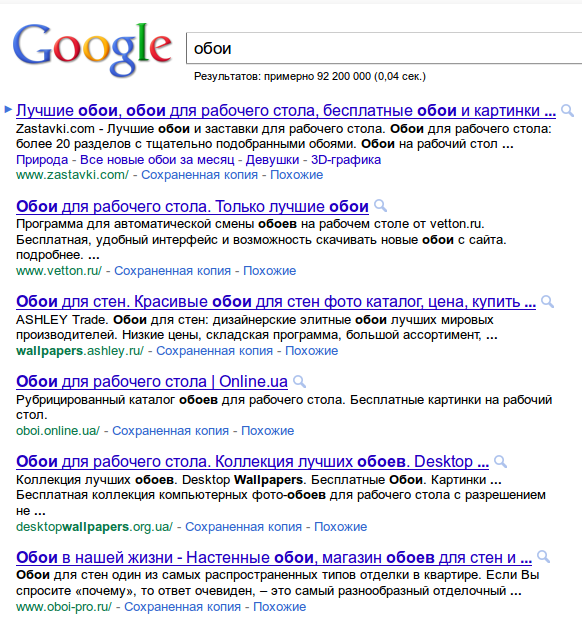 Google
обои
Результатов: примерно 92 200 000 (0,04 сек.)
Лучшие обои, обои для рабочего стола, бесплатные обои и картинки ...
Zastavki.com - Лучшие обои и заставки для рабочего стола. Обои для рабочего стола:
более 20 разделов с тщательно подобранными обоями. Обои на рабочий стол ...
Природа - Все новые обои за месяц - Девушки - 3D-графика
www.zastavki.com/ - Сохраненная копия - Похожие
Обои для рабочего стола. Только лучшие обои
Программа для автоматической смены обоев на рабочем столе от vetton.ru.
Бесплатная, удобный интерфейс и возможность скачивать новые обои с сайта.
подробнее. ...
www.vetton.ru/ - Сохраненная копия - Похожие
Обои для стен. Красивые обои для стен фото каталог, цена, купить ...
ASHLEY Trade. Обои для стен: дизайнерские элитные обои лучших мировых
производителей. Низкие цены, складская программа, большой ассортимент, ...
wallpapers.ashley.ru/ - Сохраненная копия - Похожие
Обои для рабочего стола | Online.ua
Рубрицированный каталог обоев для рабочего стола. Бесплатные картинки на рабочий
стол.
oboi.online.ua/ - Сохраненная копия - Похожие
Обои для рабочего стола. Коллекция лучших обоев. Desktop ...
Коллекция лучших обоев. Desktop Wallpapers. Бесплатные Обои. Картинки ...
Бесплатная коллекция компьютерных фото-обоев для рабочего стола с разрешением
не ...
desktopwallpapers.org.ua/ - Сохраненная копия - Похожие
Обои в нашей жизни - Настенные обои, магазин обоев для стен и ...
Обои для стен один из самых распространенных типов отделки в квартире. Если Вы
спросите «почему», то ответ очевиден, – это самый разнообразный отделочный ...
www.oboi-pro.ru/ - Сохраненная копия - Похожие